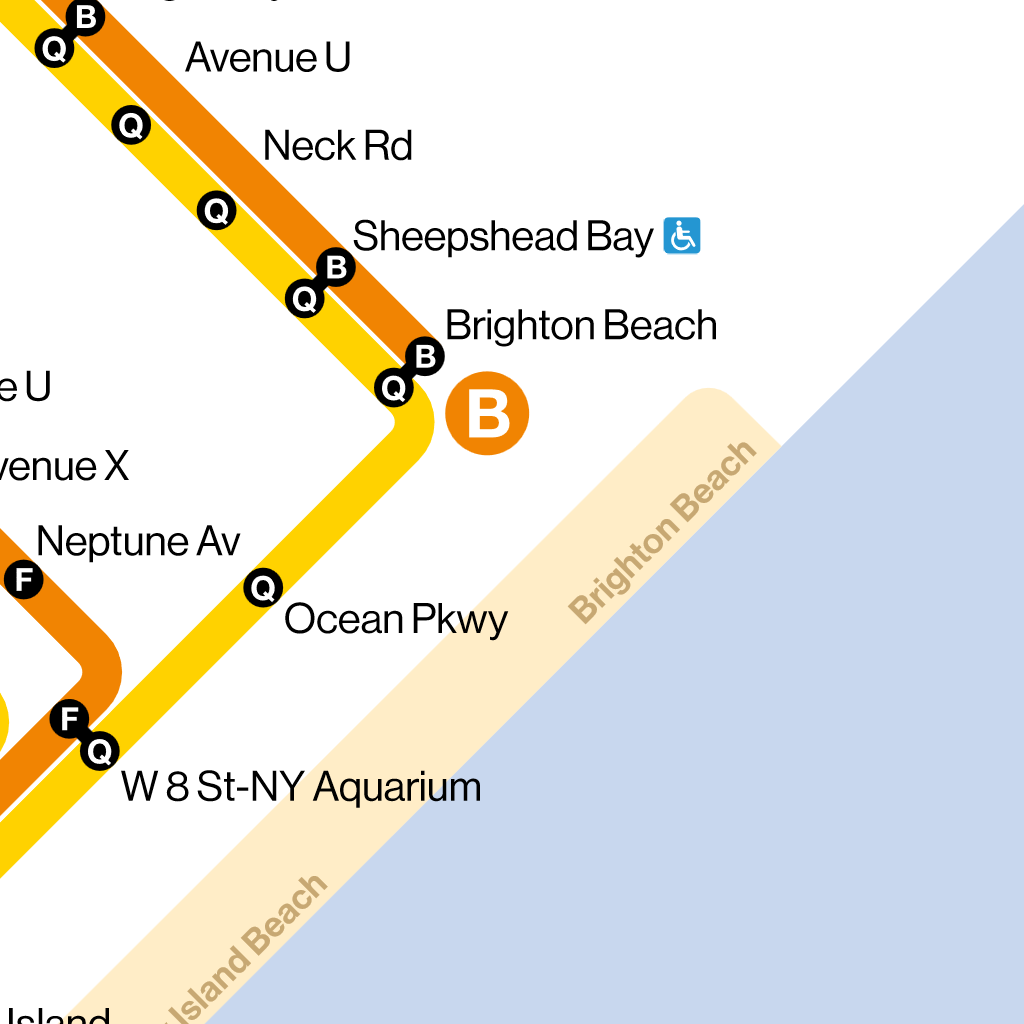 B
Q
Avenue U
Q
Neck Rd
Q
Sheepshead Bay
B
Q
Brighton Beach
B
Q
B
e U
venue X
Brighton Beach
Neptune Av
F
Q
Ocean Pkwy
F
Q
W 8 St-NY Aquarium
Island Beach
Island